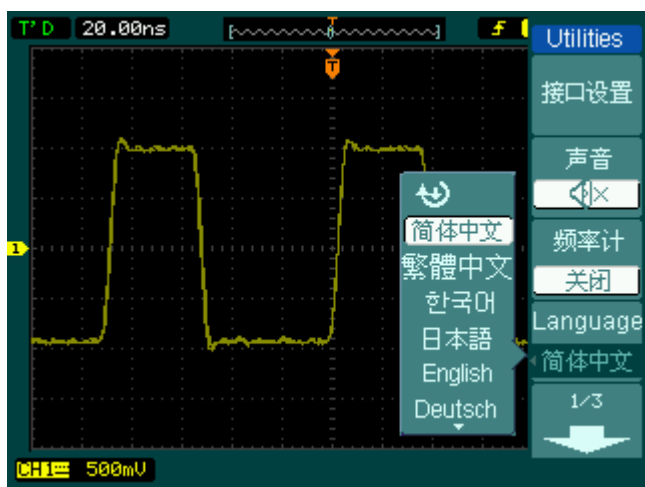 T'D 20.00ns
T
Utilities
接口设置
声音
频率计
关闭
Language
简体中文
1/3
简体中文
繁體中文
한국어
日本語
English
Deutsch
1
CH1 500mV